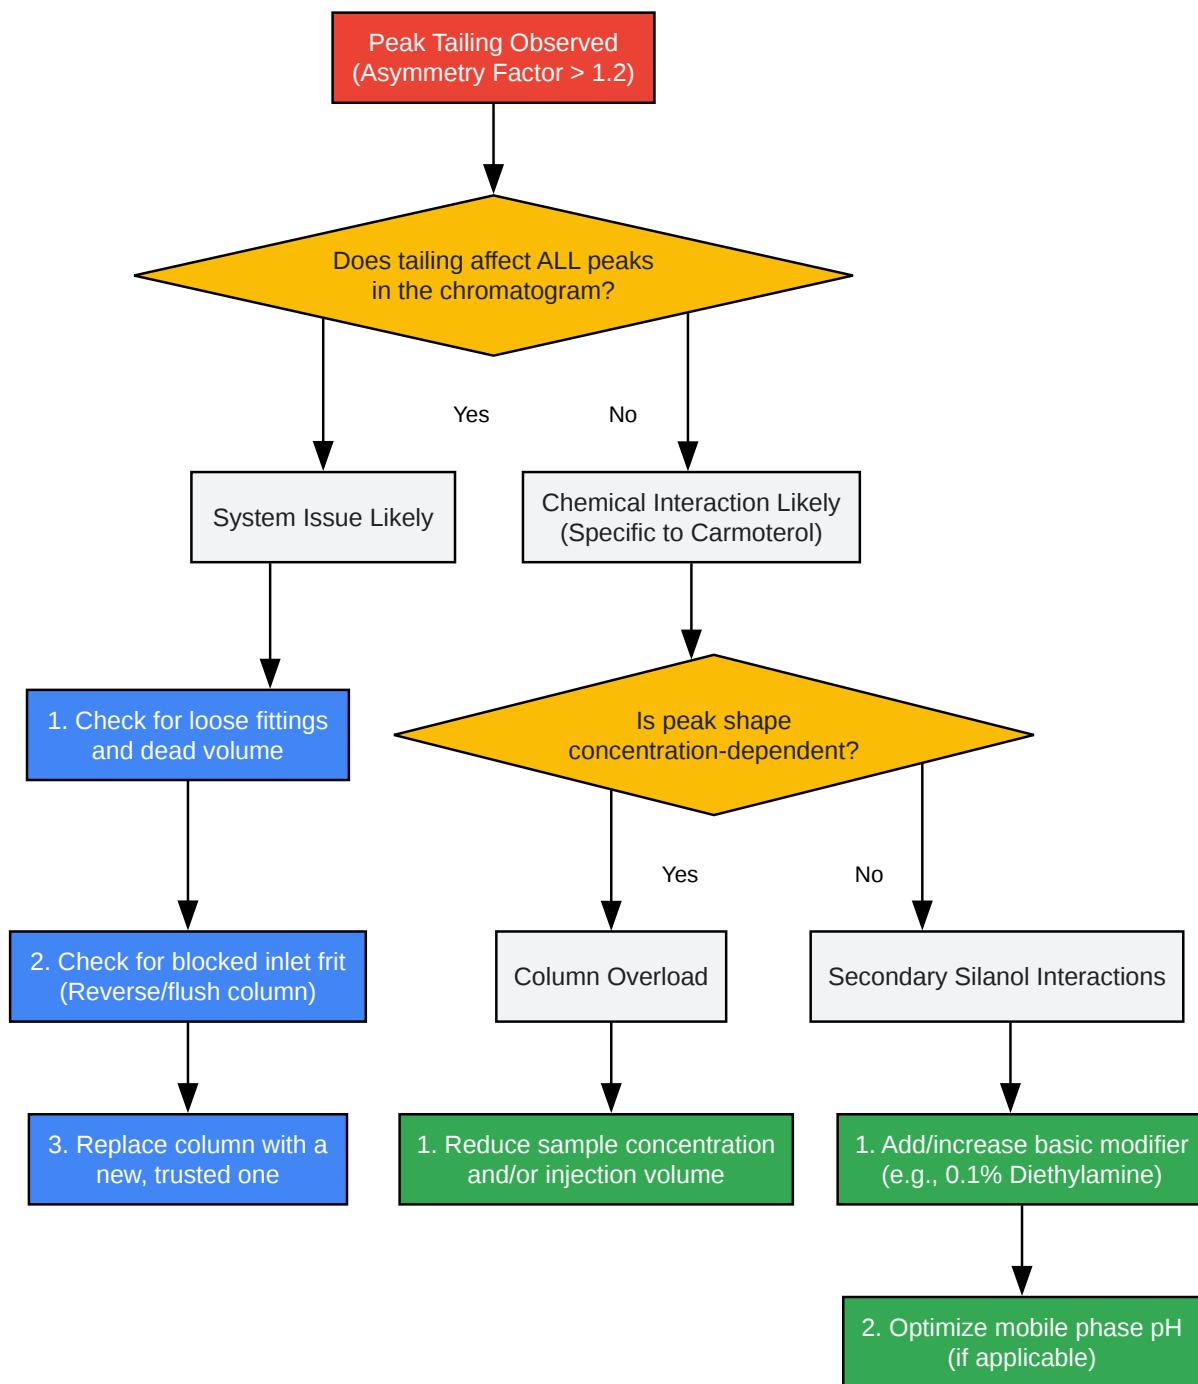 Peak Tailing Observed
(Asymmetry Factor > 1.2)
Does tailing affect ALL peaks
in the chromatogram?
Yes
No
System Issue Likely
Chemical Interaction Likely
(Specific to Carmoterol)
1. Check for loose fittings
and dead volume
Is peak shape
concentration-dependent?
Yes
No
2. Check for blocked inlet frit
(Reverse/flush column)
Column Overload
Secondary Silanol Interactions
3. Replace column with a
new, trusted one
1. Reduce sample concentration
and/or injection volume
1. Add/increase basic modifier
(e.g., 0.1% Diethylamine)
2. Optimize mobile phase pH
(if applicable)